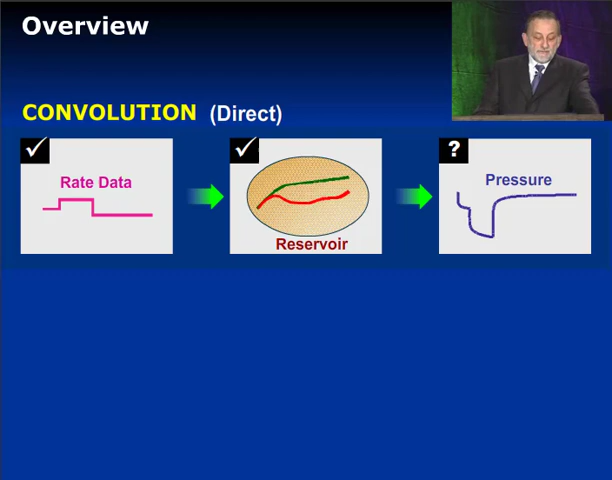 Overview
CONVOLUTION (Direct)
Rate Data
Reservoir
?
Pressure